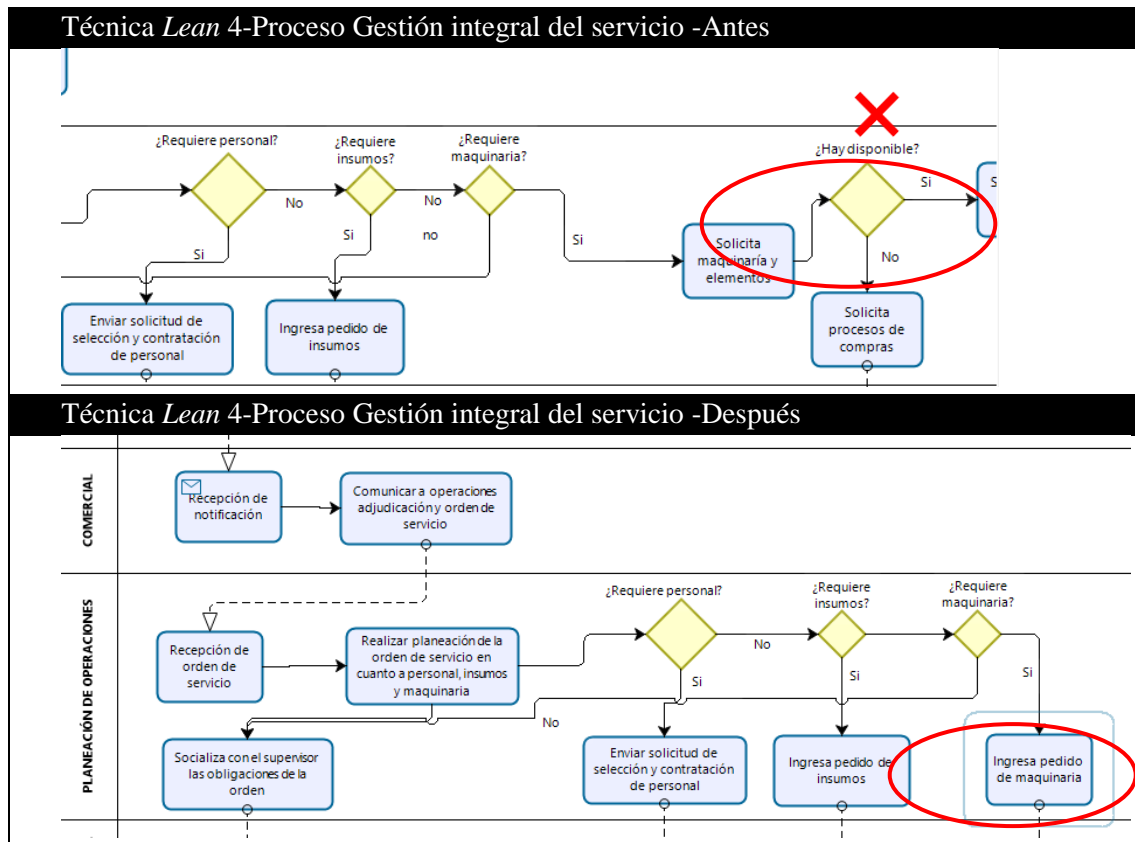 Técnica Lean 4-Proceso Gestión integral del servicio -Antes
¿Requiere personal?
¿Requiere
insumos?
¿Requiere
maquinaria?
¿Hay disponible?
No
No
Si
S
Si
Si
no
Si
No
Solicita
maquinaría y
elementos
Enviar solicitud de
selección y contratación
de personal
Ingresa pedido de
insumos
Solicita
procesos de
compras
Técnica Lean 4-Proceso Gestión integral del servicio -Después
COMERCIAL
Recepción de
notificación
Comunicar a operaciones
adjudicación y orden de
servicio
PLANEACIÓN DE OPERACIONES
¿Requiere personal?
¿Requiere
insumos?
¿Requiere
maquinaria?
Recepción de
orden de
servicio
Realizar planeación de la
orden de servicio en
cuanto a personal, insumos
y maquinaria
No
Si
Si
Si
No
Socializa con el supervisor
las obligaciones de la
orden
Enviar solicitud de
selección y contratación
de personal
Ingresa pedido de
insumos
Ingresa pedido
de maquinaria